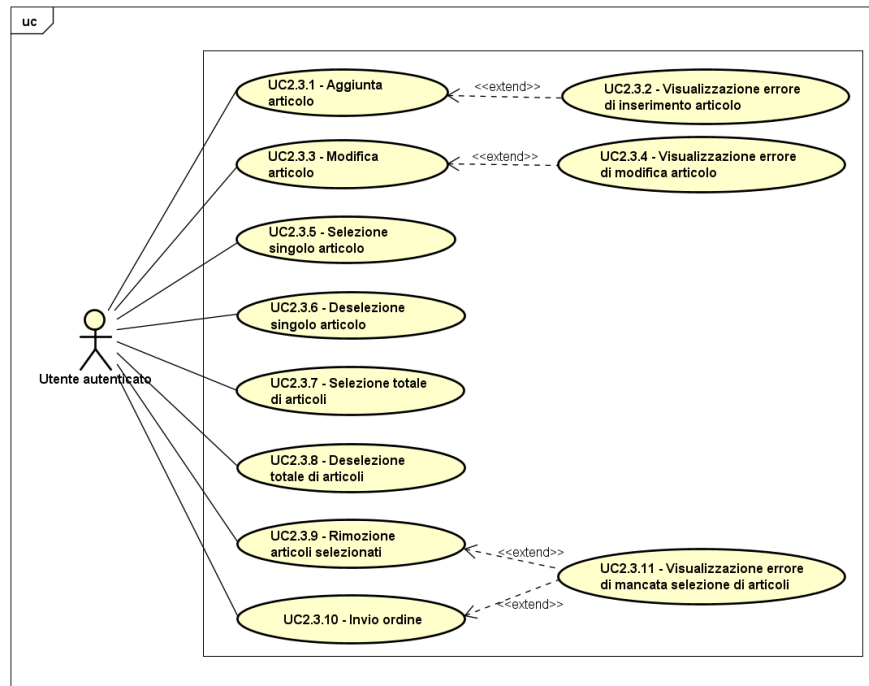 uc
UC2.3.1 - Aggiunta
articolo
<<extend>>
UC2.3.2 - Visualizzazione errore
di inserimento articolo
UC2.3.3 - Modifica
articolo
<<extend>>
UC2.3.4 - Visualizzazione errore
di modifica articolo
UC2.3.5 - Selezione
singolo articolo
UC2.3.6 - Deselezione
singolo articolo
Utente autenticato
UC2.3.7 - Selezione totale
di articoli
UC2.3.8 - Deselezione
totale di articoli
UC2.3.9 - Rimozione
articoli selezionati
<<extend>>
UC2.3.11 - Visualizzazione errore
di mancata selezione di articoli
<<extend>>
UC2.3.10 - Invio ordine